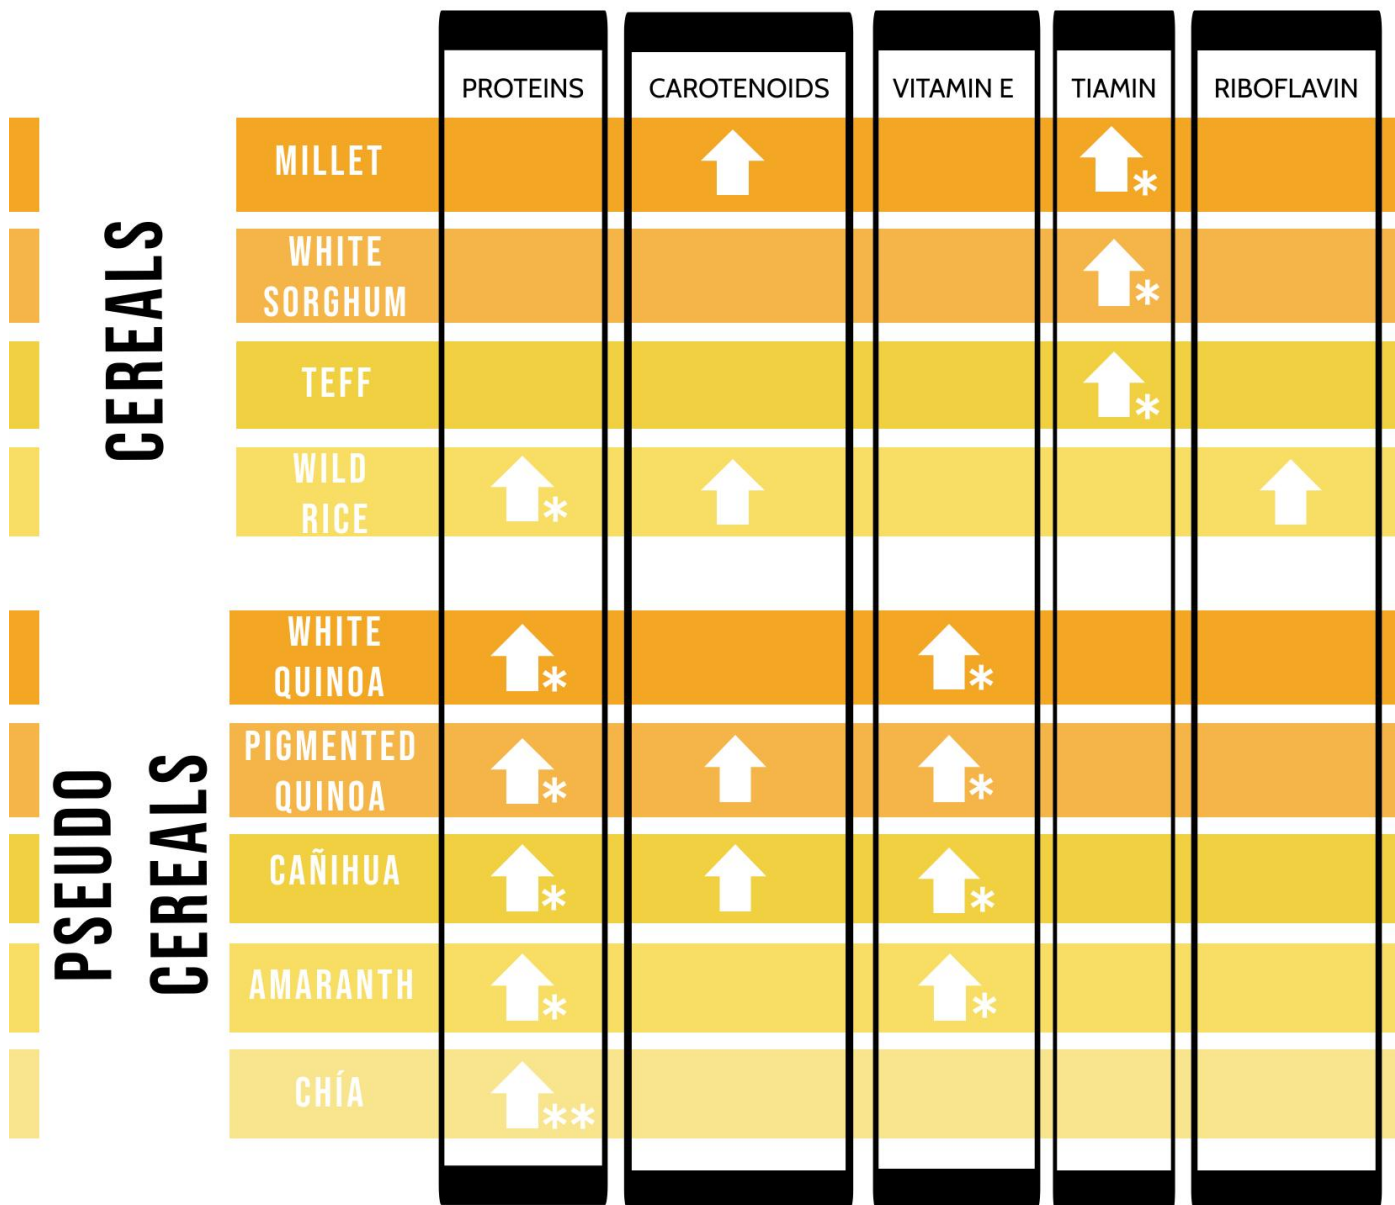 PROTEINS CAROTENOIDS VITAMIN E TIAMIN RIBOFLAVIN
CEREALS
MILLET
*
WHITE
SORGHUM
*
TEFF
*
WILD
RICE
*
PSEUDO
CEREALS
WHITE
QUINOA
* *
PIGMENTED
QUINOA
* *
CAÑIHUA
* *
AMARANTH
* *
CHÍA
**